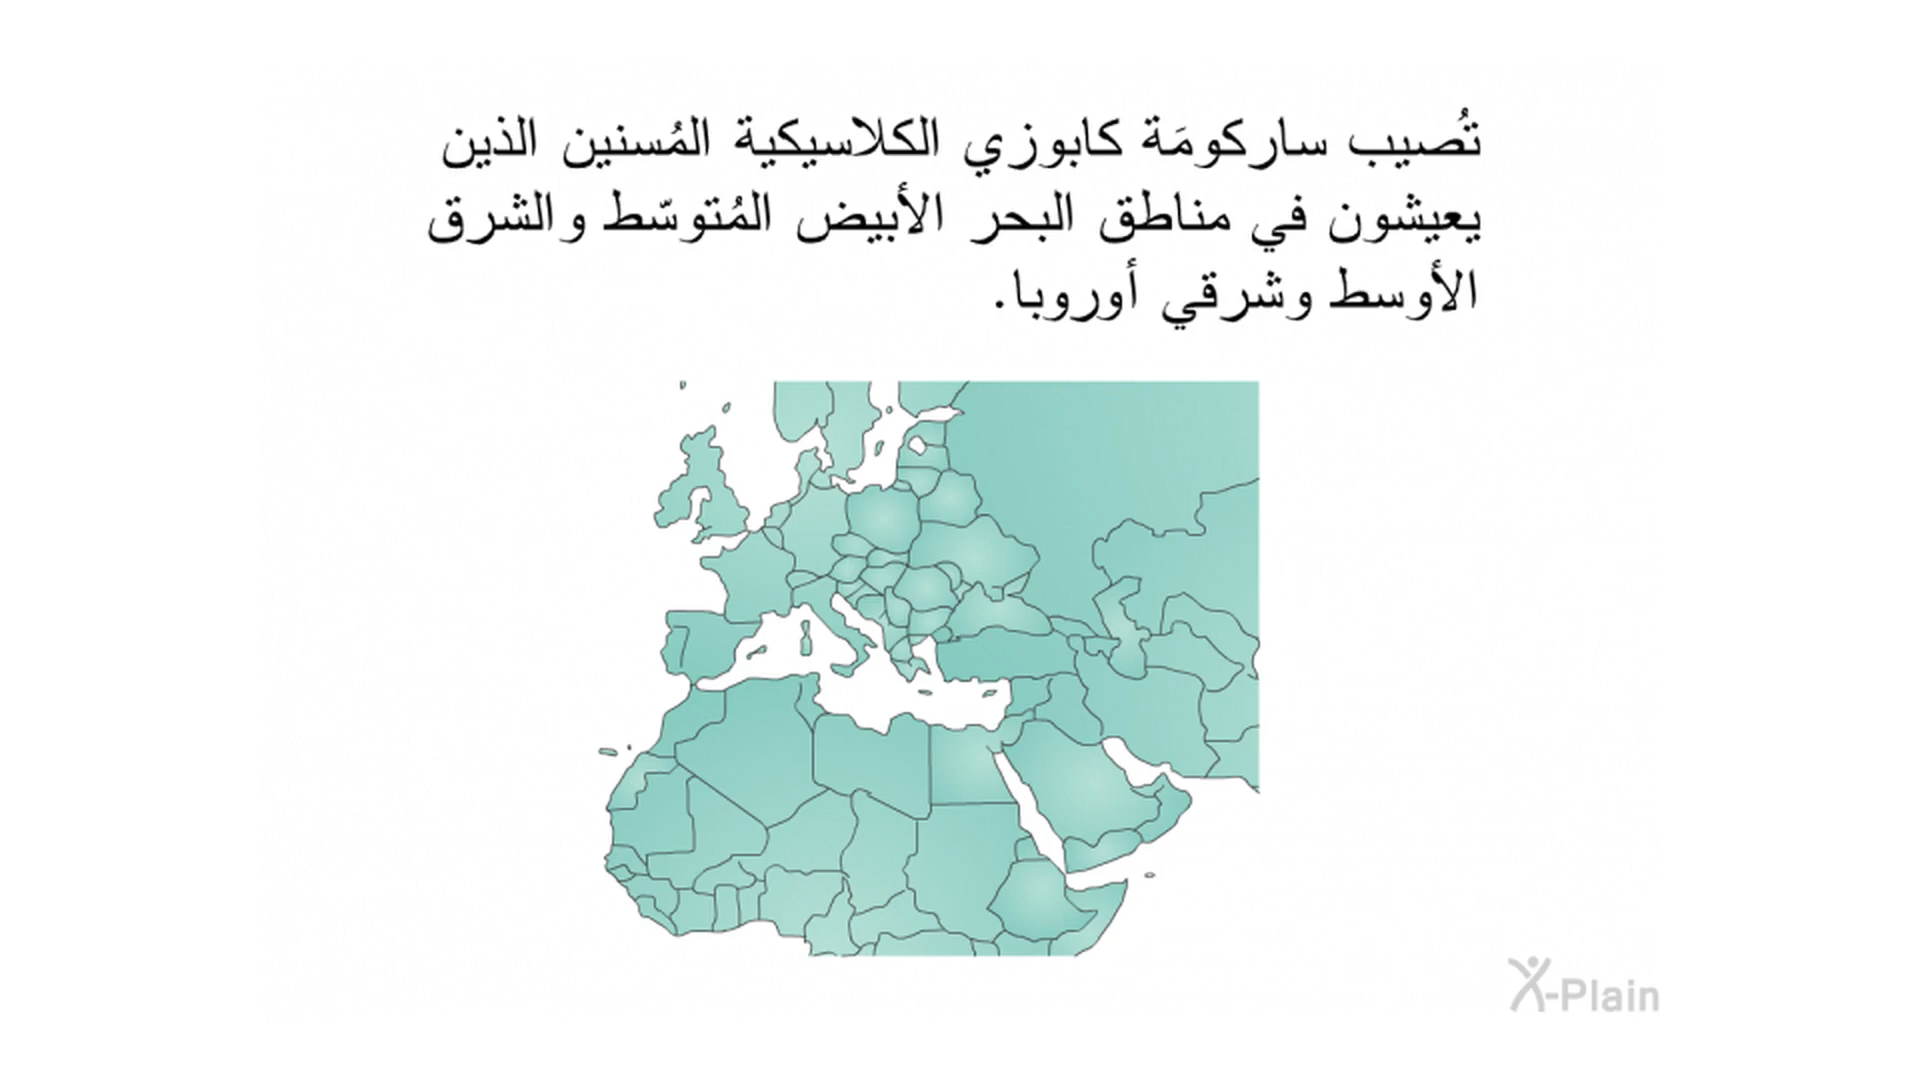 تُصيب ساركومَة كابوزي الكلاسيكية المُسنين الذين
يعيشون في مناطق البحر الأبيض المُتوسّط والشرق
الأوسط وشرقي أوروبا.
X-Plain